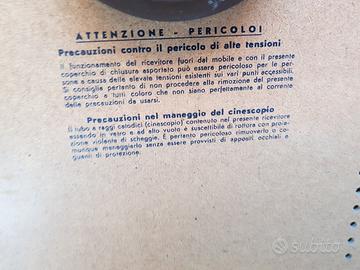 ATTENZIONE - PERICOLO!
Precauzioni contro il pericolo di alte tensioni
Il funzionamento del ricevitore fuori dal mobile e con il presente
coperchio di chiusura asportato può essere pericoloso per le per-
sone a causa delle elevate tensioni esistenti sui vari punti accessibili.
Si consiglia pertanto di non procedere alla rimozione del presente
coperchio a tutti coloro che non siano perfettamente al corrente
delle precauzioni da usarsi.
Precauzioni nel maneggio del cinescopio
Il tubo a raggi catodici (cinescopio) contenuto nel presente ricevitore
essendo in vetro e ad alto vuoto è suscettibile di rottura con proie-
zione violenta di schegge. È pertanto pericoloso rimuoverlo o co-
munque maneggiarlo senza essere provvisti di appositi occhiali e
guanti di protezione.
subito